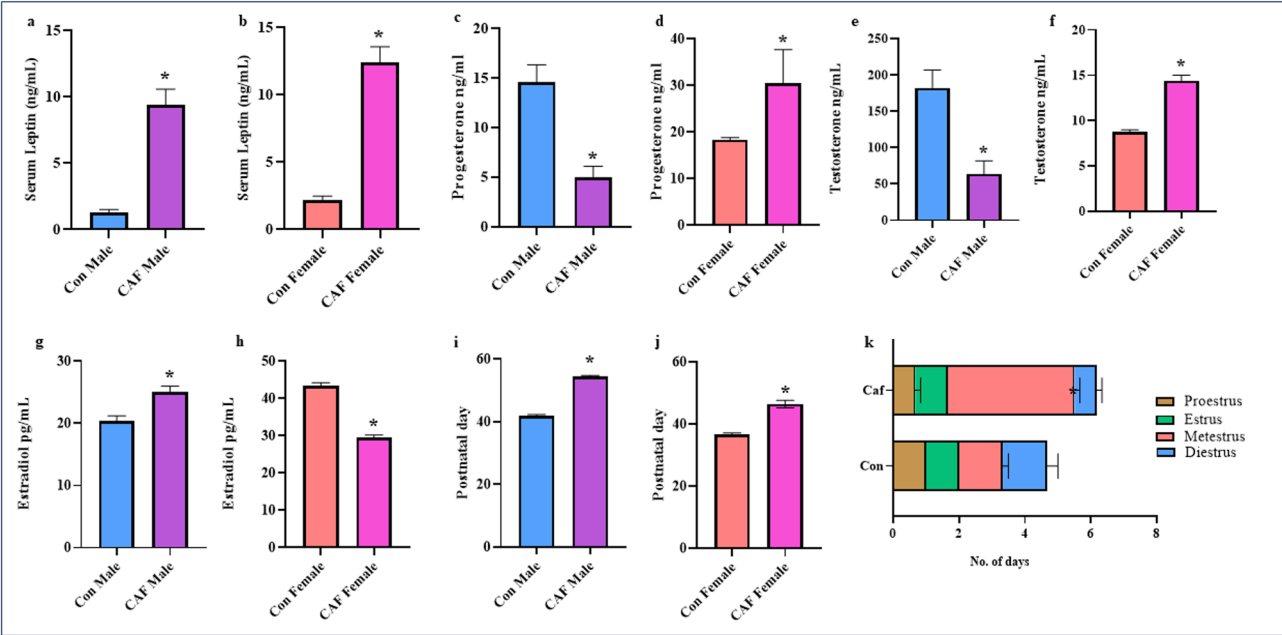 a
Serum Leptin (ng/mL)
15
10
5
0
Con Male
CAF Male
*
b
Serum Leptin (ng/mL)
15
10
5
0
Con Female
CAF Female
*
c
Progesterone ng/ml
20
15
10
5
0
Con Male
CAF Male
*
d
Progesterone ng/ml
40
30
20
10
0
Con Female
CAF Female
*
e
Testosterone ng/mL
250
200
150
100
50
0
Con Male
CAF Male
*
f
Testosterone ng/mL
20
15
10
5
0
Con Female
CAF Female
*
g
Estradiol pg/mL
30
20
10
0
Con Male
CAF Male
*
h
Estradiol pg/mL
50
40
30
20
10
0
Con Female
CAF Female
*
i
Postnatal day
60
40
20
0
Con Male
CAF Male
*
j
Postnatal day
60
40
20
0
Con Female
CAF Female
*
k
Caf
*
Con
0 2 4 6 8
No. of days
Proestrus
Estrus
Metestrus
Diestrus